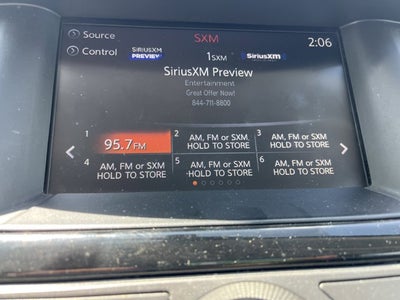 Source
SXM
2:06
Control
SIRIUSXM
PREVIEW
1SXM
SiriusXM
SiriusXM Preview
Entertainment
Great Offer Now!
844-711-8800
1
95.7 FM
2
AM, FM or SXM
HOLD TO STORE
3
AM, FM or SXM
HOLD TO STORE
4
AM, FM or SXM
HOLD TO STORE
5
AM, FM or SXM
HOLD TO STORE
6
AM, FM or SXM
HOLD TO STORE